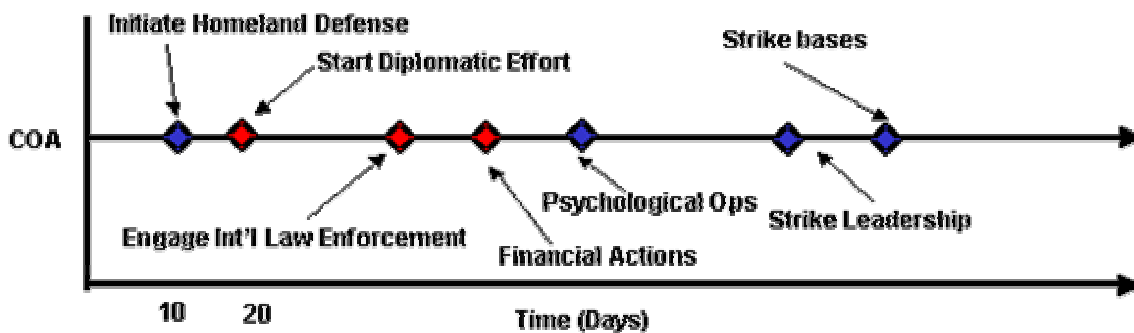 Initiate Homeland Defense
Start Diplomatic Effort
Strike bases
COA
Psychological Ops
Strike Leadership
Engage Int'l Law Enforcement
Financial Actions
10
20
Time (Days)